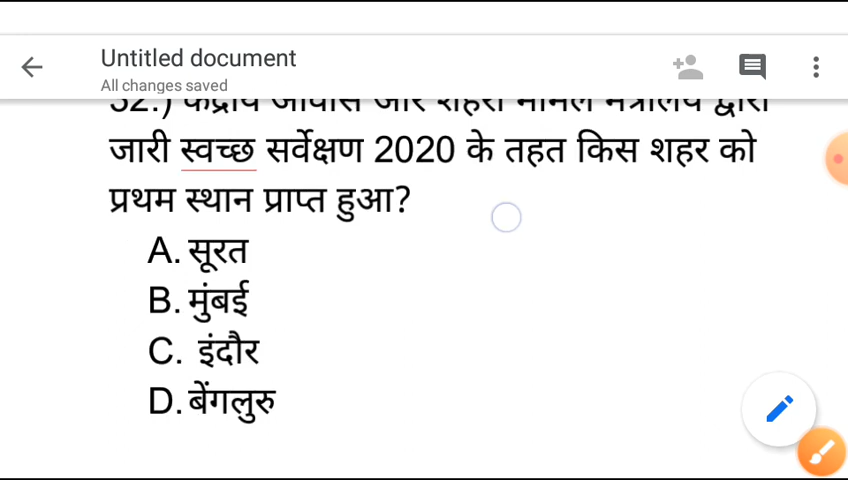 Untitled document
All changes saved
जारी स्वच्छ सर्वेक्षण 2020 के तहत किस शहर को
प्रथम स्थान प्राप्त हुआ?
A. सूरत
B. मुंबई
C. इंदौर
D. बेंगलुरु